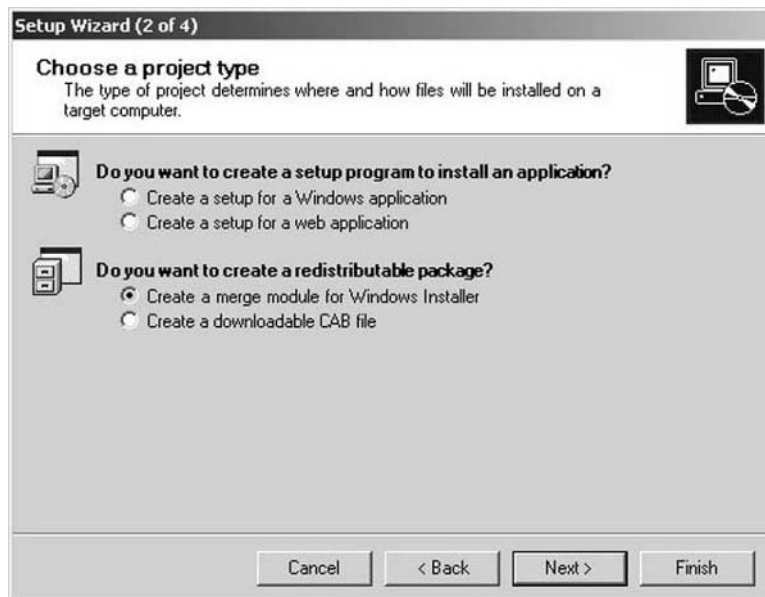 Setup Wizard (2 of 4)
Choose a project type
The type of project determines where and how files will be installed on a
target computer.
Do you want to create a setup program to install an application?
Create a setup for a Windows application
Create a setup for a web application
Do you want to create a redistributable package?
Create a merge module for Windows Installer
Create a downloadable CAB file
Cancel
< Back
Next >
Finish